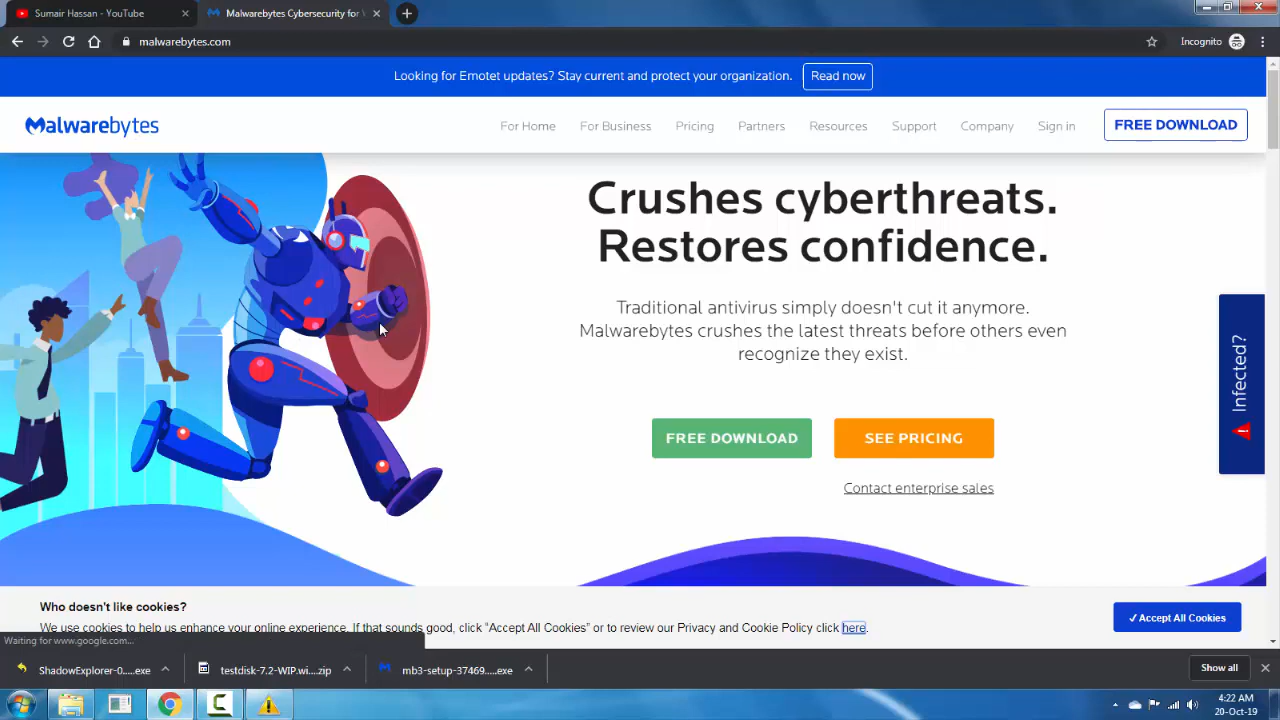 Sumair Hassan - YouTube
Malwarebytes Cybersecurity for
malwarebytes.com
Incognito
Looking for Emotet updates? Stay current and protect your organization.
Read now
Malwarebytes
For Home
For Business
Pricing
Partners
Resources
Support
Company
Sign in
FREE DOWNLOAD
Crushes cyberthreats.
Restores confidence.
Traditional antivirus simply doesn't cut it anymore.
Malwarebytes crushes the latest threats before others even
recognize they exist.
FREE DOWNLOAD
SEE PRICING
Contact enterprise sales
Infected?
Who doesn't like cookies?
We use cookies to help us enhance your online experience. If that sounds good, click "Accept All Cookies" or to review our Privacy and Cookie Policy click here.
✓Accept All Cookies
Waiting for www.google.com...
ShadowExplorer-0....exe
testdisk-7.2-WIP.wi....zip
mb3-setup-37469....exe
Show all
4:22 AM
20-Oct-19